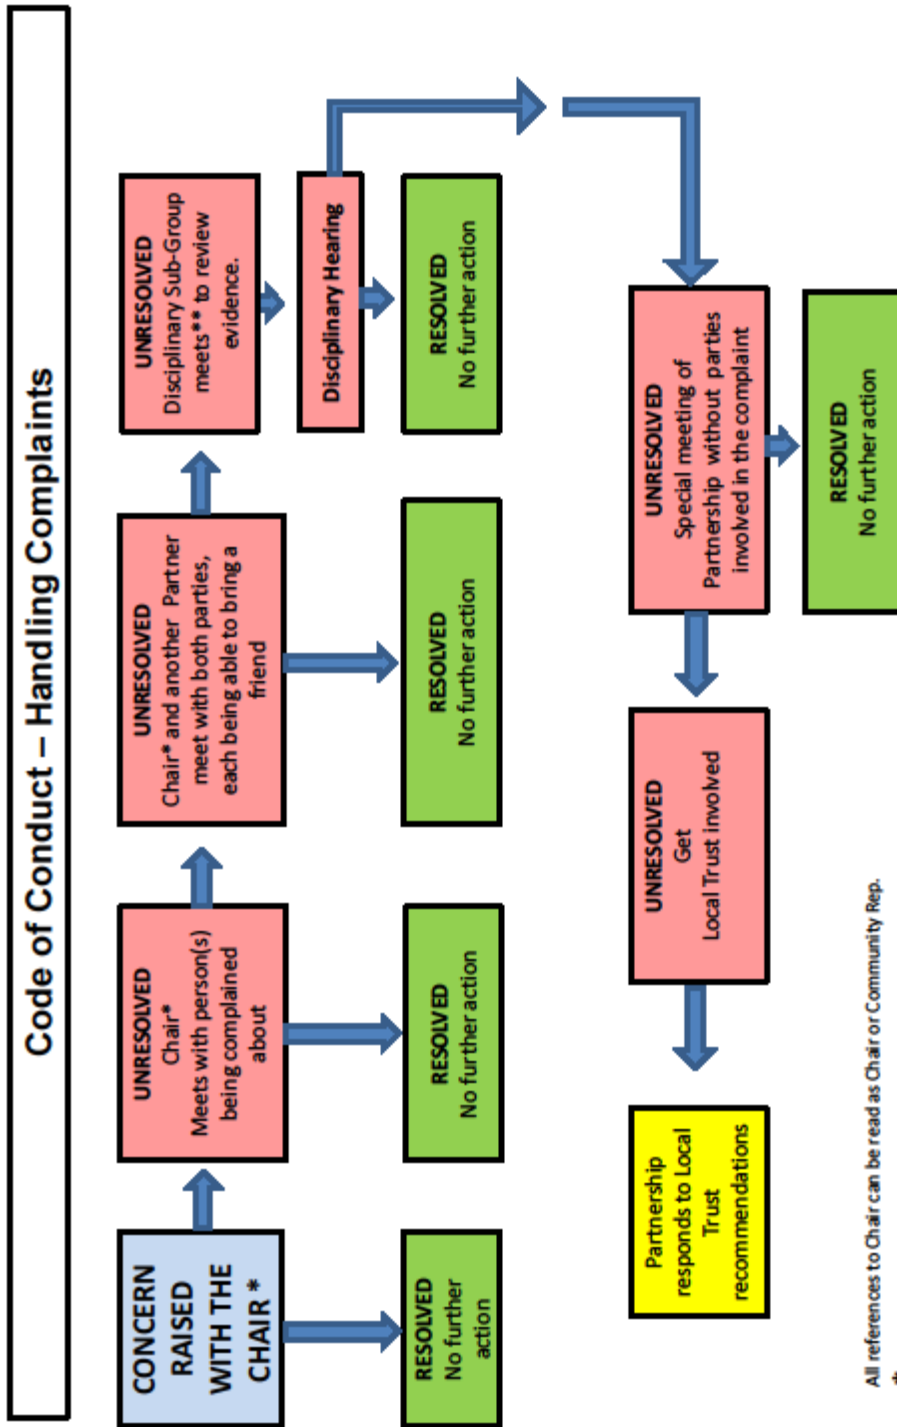 Code of Conduct – Handling Complaints
CONCERN
RAISED
WITH THE
CHAIR *
RESOLVED
No further
action
UNRESOLVED
Chair*
Meets with person(s)
being complained
about
RESOLVED
No further action
UNRESOLVED
Chair* and another Partner
meet with both parties,
each being able to bring a
friend
RESOLVED
No further action
UNRESOLVED
Disciplinary Sub-Group
meets** to review
evidence.
Disciplinary Hearing
RESOLVED
No further action
UNRESOLVED
Special meeting of
Partnership without parties
involved in the complaint
RESOLVED
No further action
UNRESOLVED
Get
Local Trust involved
Partnership
responds to Local
Trust
recommendations
All references to Chair can be read as Chair or Community Rep.
*